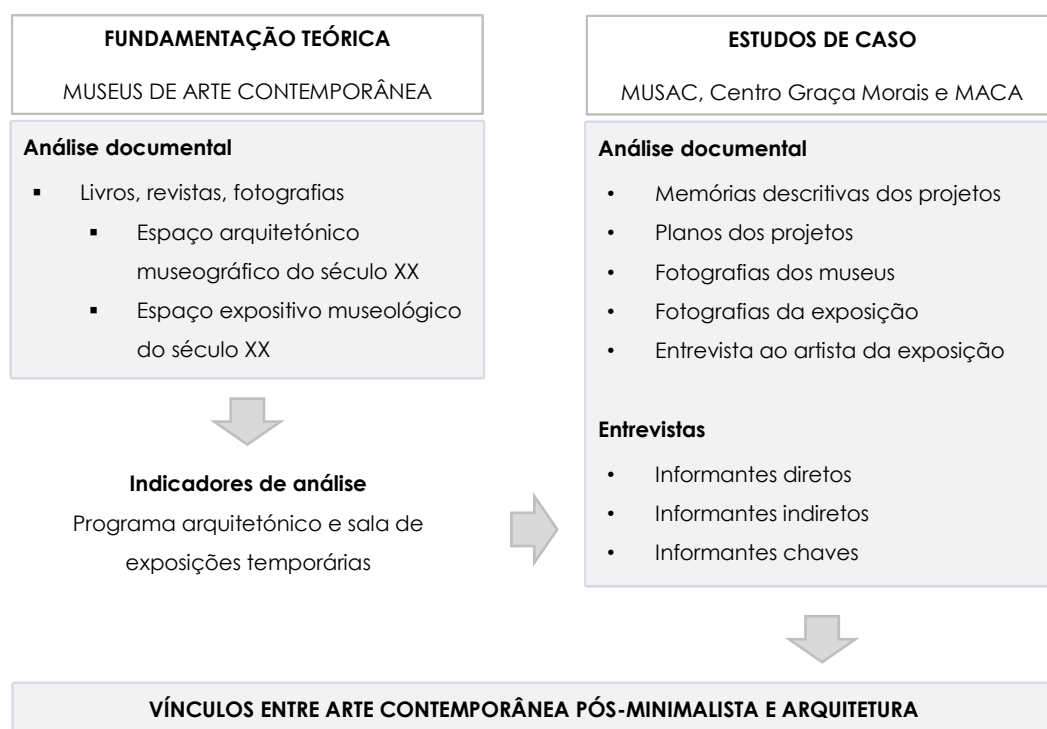 FUNDAMENTAÇÃO TEÓRICA
MUSEUS DE ARTE CONTEMPORÂNEA
Análise documental
▪ Livros, revistas, fotografias
▪ Espaço arquitetónico
museográfico do século XX
▪ Espaço expositivo museológico
do século XX
Indicadores de análise
Programa arquitetónico e sala de
exposições temporárias
ESTUDOS DE CASO
MUSAC, Centro Graça Morais e MACA
Análise documental
• Memórias descritivas dos projetos
• Planos dos projetos
• Fotografias dos museus
• Fotografias da exposição
• Entrevista ao artista da exposição
Entrevistas
• Informantes diretos
• Informantes indiretos
• Informantes chaves
VÍNCULOS ENTRE ARTE CONTEMPORÂNEA PÓS-MINIMALISTA E ARQUITETURA